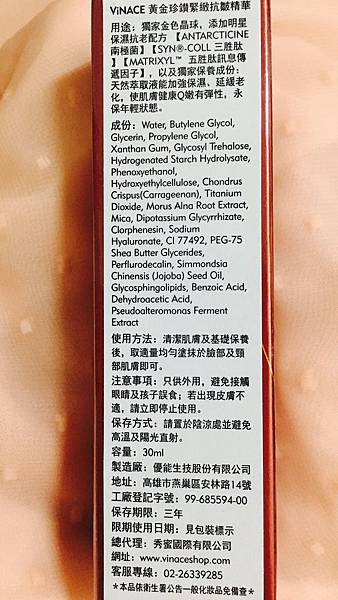 ViNACE 黃金珍鑽緊緻抗皺精華
用途：獨家金色晶球，添加明星
保濕抗老配方 【ANTARCTICINE
南極菌】【SYN®-COLL 三胜肽
】【MATRIXYL™ 五胜肽訊息傳
遞因子】，以及獨家保養成份：
天然萃取液能加強保濕、延緩老
化，使肌膚健康Q嫩有彈性，永
保年輕狀態。
成份：Water, Butylene Glycol,
Glycerin, Propylene Glycol,
Xanthan Gum, Glycosyl Trehalose,
Hydrogenated Starch Hydrolysate,
Phenoxyethanol,
Hydroxyethylcellulose, Chondrus
Crispus(Carrageenan), Titanium
Dioxide, Morus Alna Root Extract,
Mica, Dipotassium Glycyrrhizate,
Clorphenesin, Sodium
Hyaluronate, CI 77492, PEG-75
Shea Butter Glycerides,
Perflurodecalin, Simmondsia
Chinensis (Jojoba) Seed Oil,
Glycosphingolipids, Benzoic Acid,
Dehydroacetic Acid,
Pseudoalteromonas Ferment
Extract
使用方法：清潔肌膚及基礎保養
後，取適量均勻塗抹於臉部及頸
部肌膚即可。
注意事項：只供外用，避免接觸
眼睛及孩子誤食；若出現皮膚不
適，請立即停止使用。
保存方式：請置於陰涼處並避免
高溫及陽光直射。
容量：30ml
製造廠：優能生技股份有限公司
地址：高雄市燕巢區安林路14號
工廠登記字號：99-685594-00
保存期限：三年
限期使用日期：見包裝標示
總代理：秀蜜國際有限公司
網址：www.vinaceshop.com
客服專線：02-26339285
*本品依衛生署公告一般化妝品免備查*